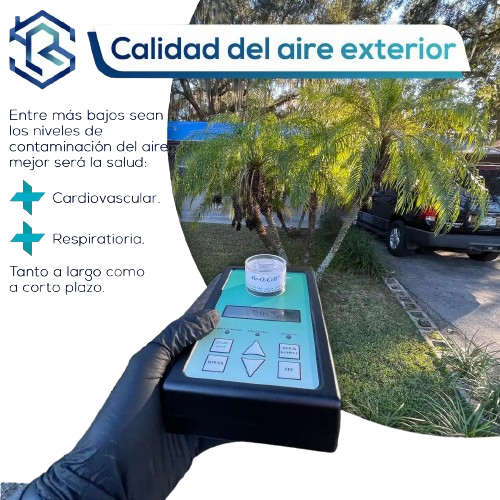 Calidad del aire exterior
Entre más bajos sean
los niveles de
contaminación del aire
mejor será la salud:
Cardiovascular.
Respiratioria.
Tanto a largo como
a corto plazo.